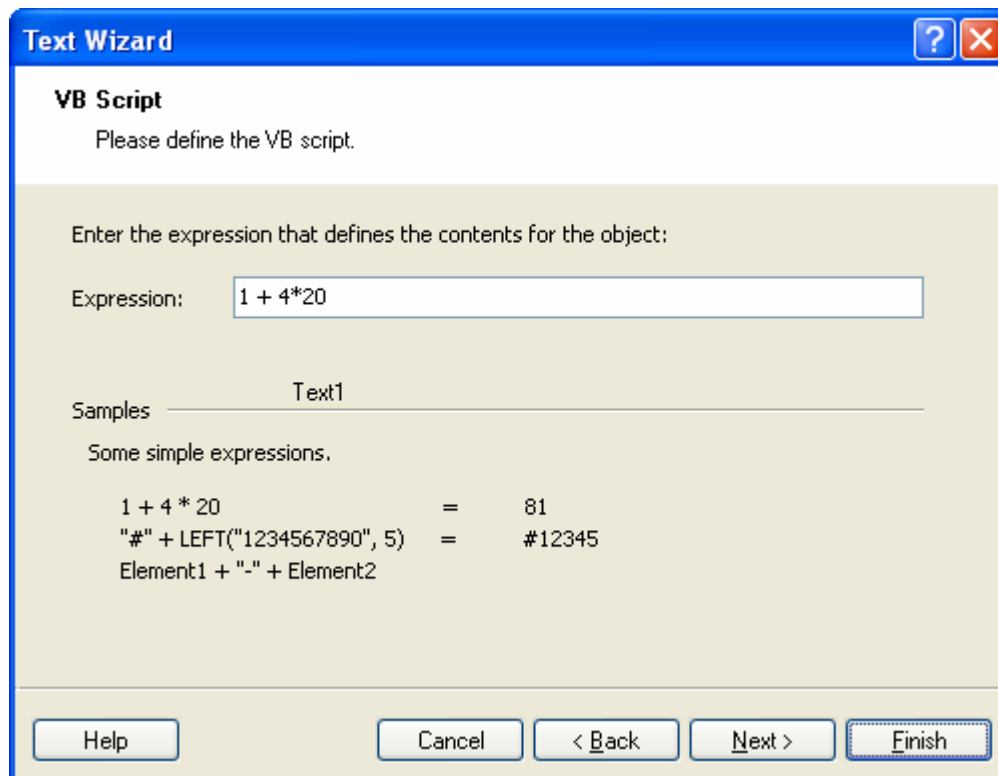 Text Wizard
VB Script
Please define the VB script.
Enter the expression that defines the contents for the object:
Expression: 1 + 4*20
Text1
Samples
Some simple expressions.
1 + 4 * 20 = 81
"#" + LEFT("1234567890", 5) = #12345
Element1 + "-" + Element2
Help Cancel < Back Next > Finish